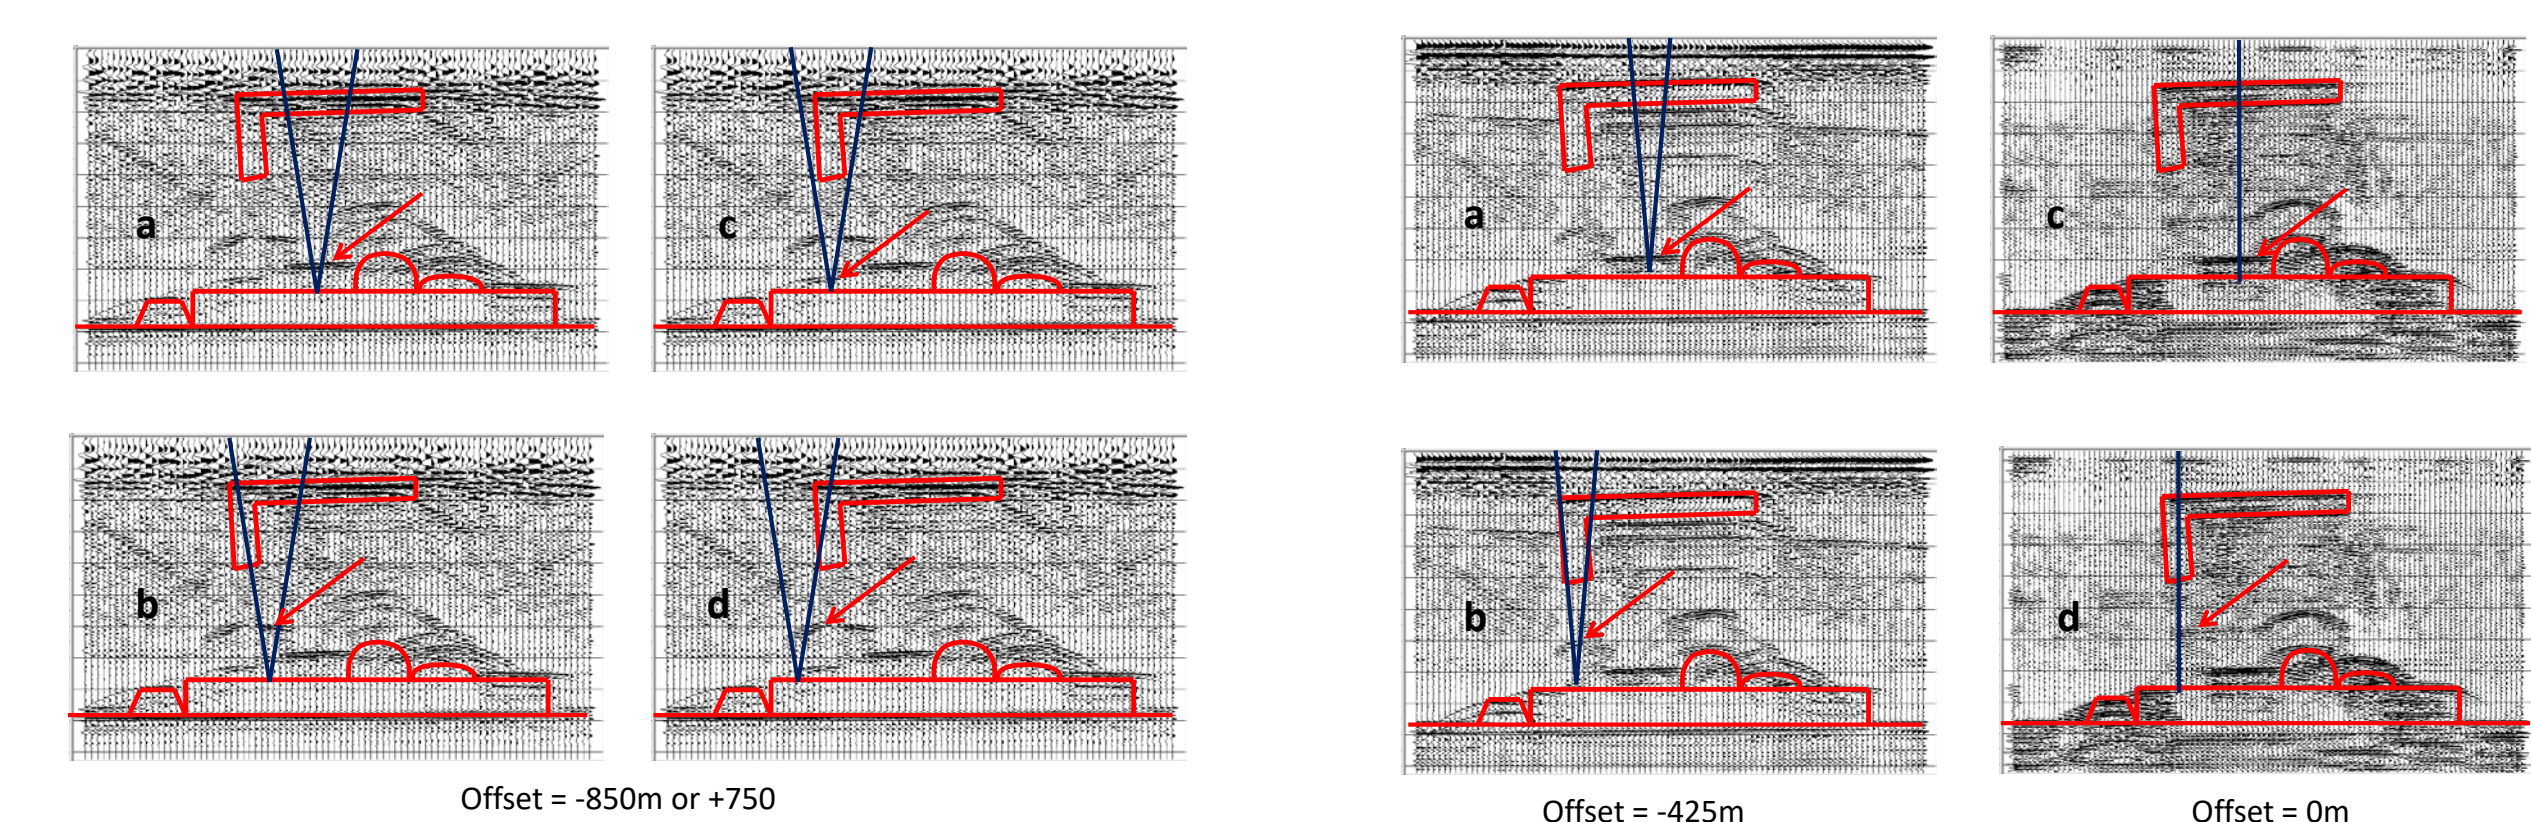 a
c
b
d
Offset = -850m or +750
a
c
b
d
Offset = -425m
Offset = 0m